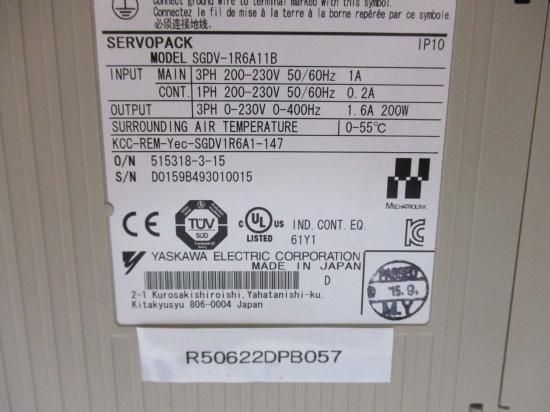 Connect ground wire to terminal marked with this symbol.
Connectez le fil de mise à la terre à la borne repérée par ce symbole.
必须连接地线。
SERVOPACK IP10
MODEL SGDV-1R6A11B
INPUT MAIN 3PH 200-230V 50/60Hz 1A
CONT. 1PH 200-230V 50/60Hz 0.2A
OUTPUT 3PH 0-230V 0-400Hz 1.6A 200W
SURROUNDING AIR TEMPERATURE 0-55℃
KCC-REM-Yec-SGDV1R6A1-147
O/N 515318-3-15
S/N D0159B493010015
MECHATROLINK
CE
TÜV
SÜD
C UL US
LISTED
IND. CONT. EQ.
61Y1
YASKAWA ELECTRIC CORPORATION
MADE IN JAPAN
D
2-1 Kurosakishiroishi, Yahatanishi-ku,
Kitakyusyu 806-0004 Japan
PASSED
'15.9.
M.Y
R50622DPB057